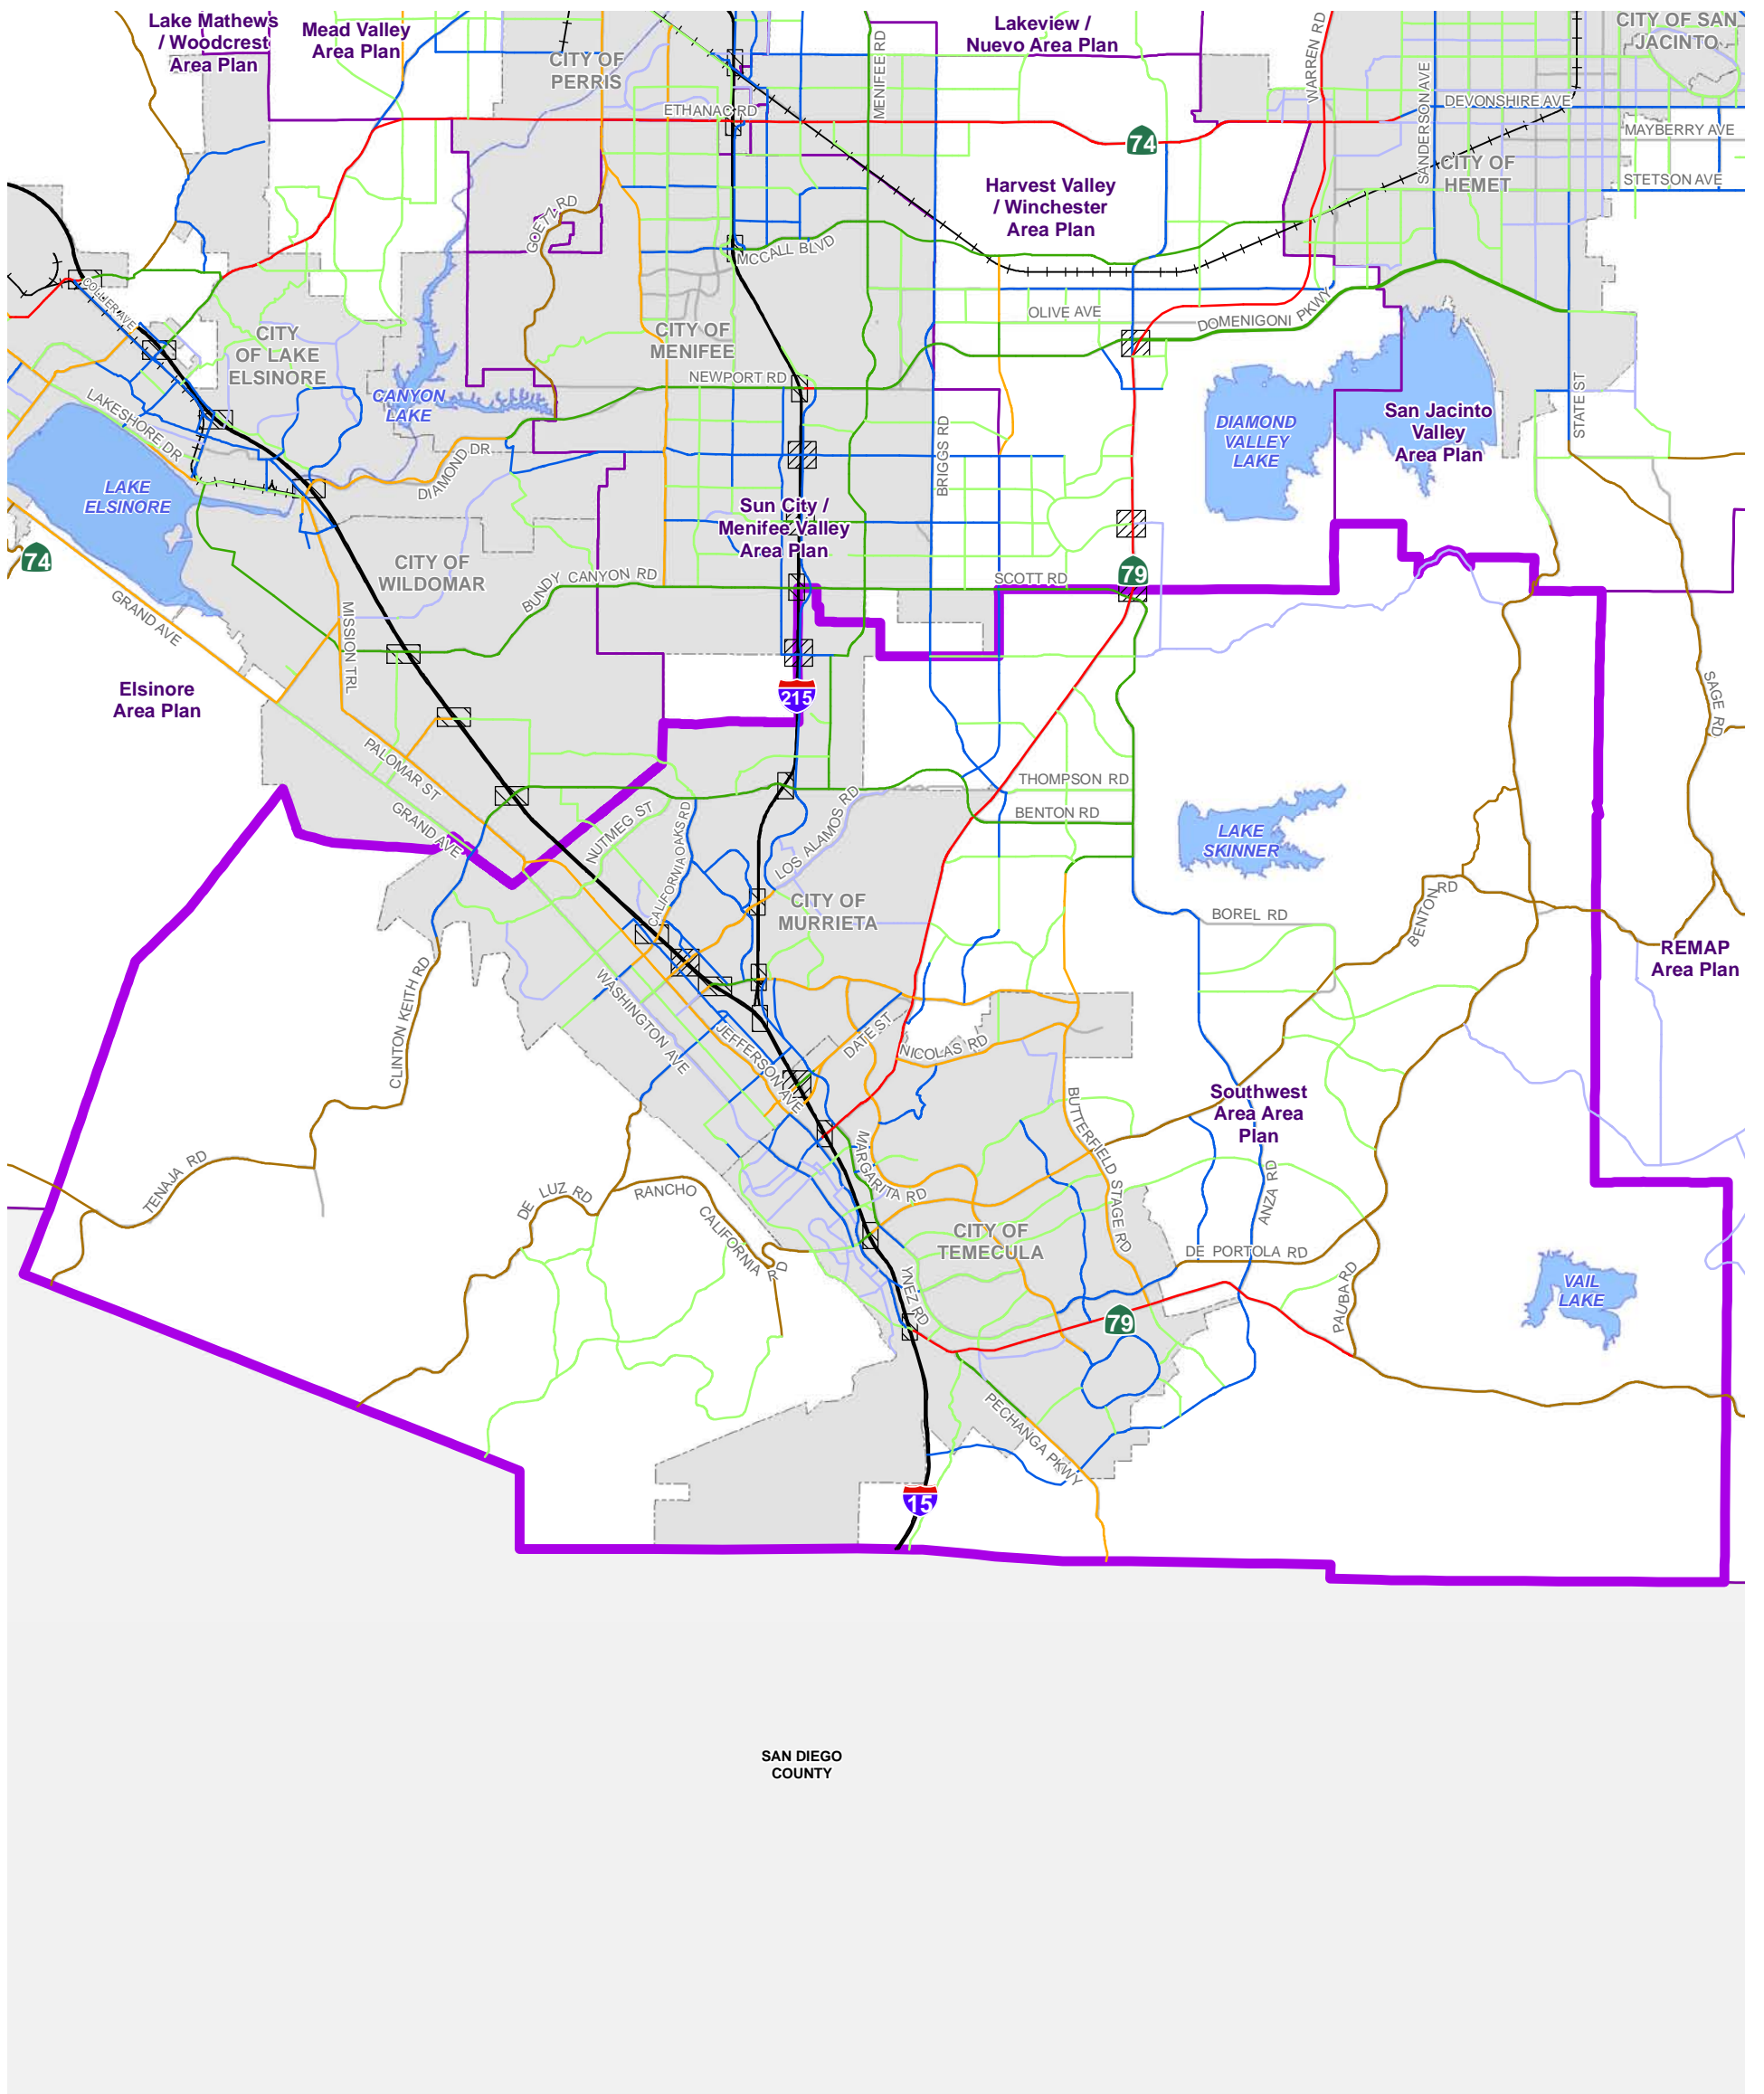 Lake Mathews
/ Woodcrest
Area Plan
Mead Valley
Area Plan
CITY OF
PERRIS
MENIFEE RD
Lakeview /
Nuevo Area Plan
WARREN RD
CITY OF SAN
JACINTO
SANDERSON AVE
DEVONSHIRE AVE
MAYBERRY AVE
ETHANAC RD
74
CITY OF
HEMET
STETSON AVE
Harvest Valley
/ Winchester
Area Plan
GOETZ RD
MCCALL BLVD
COLLIER AVE
CITY
OF LAKE
ELSINORE
CITY OF
MENIFEE
OLIVE AVE
DOMENIGONI PKWY
NEWPORT RD
CANYON
LAKE
LAKESHORE DR
DIAMOND DR
BRIGGS RD
DIAMOND
VALLEY
LAKE
San Jacinto
Valley
Area Plan
STATE ST
LAKE
ELSINORE
Sun City /
Menifee Valley
Area Plan
74
CITY OF
WILDOMAR
BUNDY CANYON RD
SCOTT RD
79
GRAND AVE
MISSION TRL
Elsinore
Area Plan
215
SAGE RD
PALOMAR ST
GRAND AVE
NUTMEG ST
CALIFORNIA OAKS RD
LOS ALAMOS RD
THOMPSON RD
BENTON RD
LAKE
SKINNER
CITY OF
MURRIETA
BENTON RD
BOREL RD
REMAP
Area Plan
CLINTON KEITH RD
WASHINGTON AVE
JEFFERSON AVE
DATE ST
NICOLAS RD
BUTTERFIELD STAGE RD
Southwest
Area Area
Plan
TENAJA RD
DE LUZ RD
RANCHO
CALIFORNIA RD
MARGARITA RD
CITY OF
TEMECULA
ANZA RD
DE PORTOLA RD
YNEZ RD
PAUBA RD
VAIL
LAKE
79
PECHANGA PKWY
15
SAN DIEGO
COUNTY